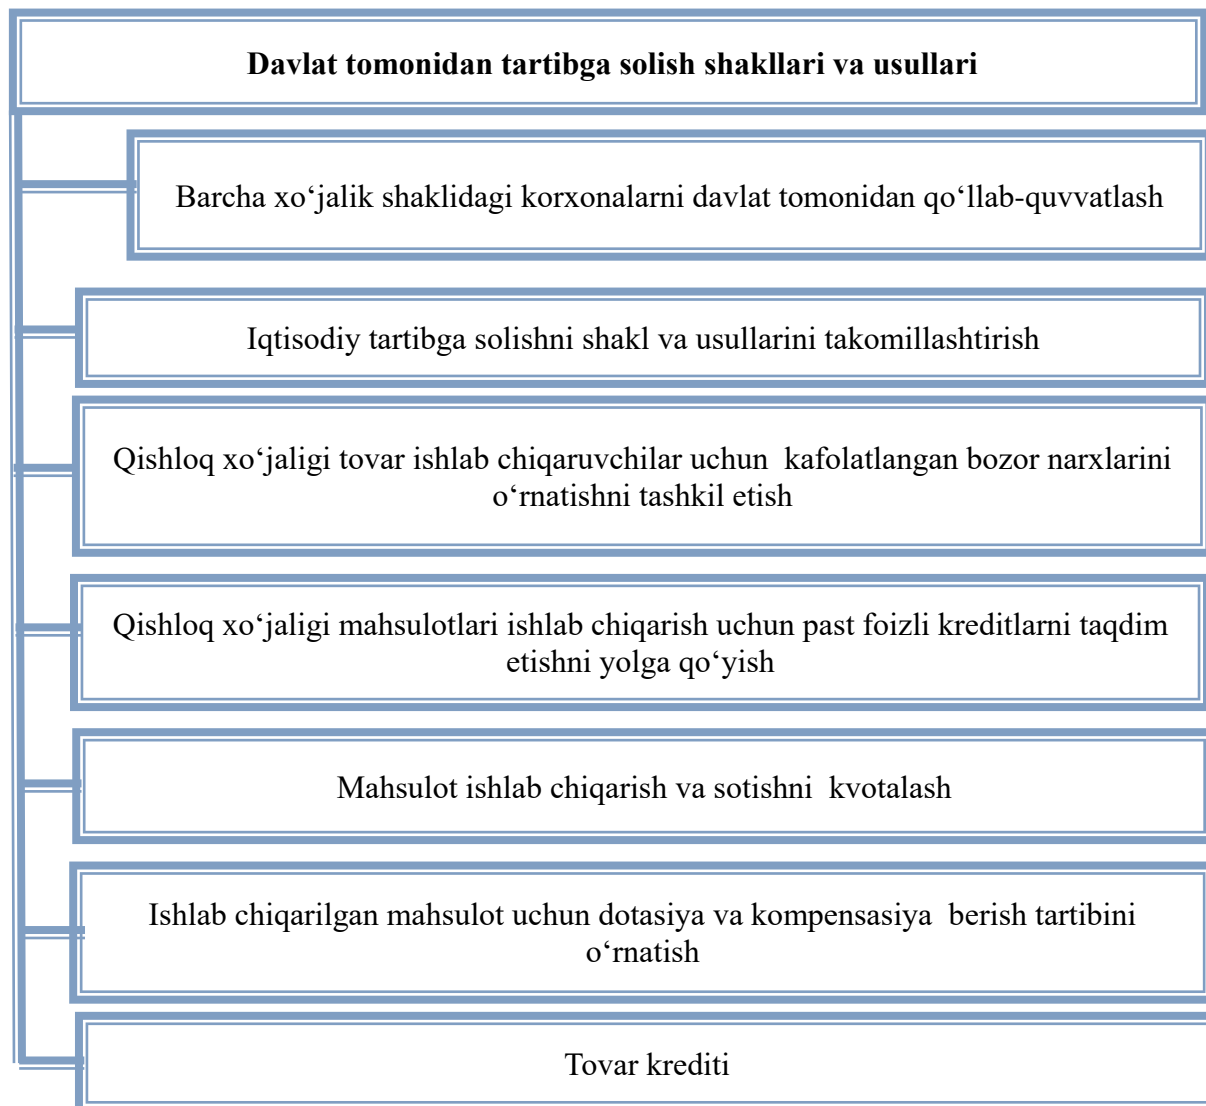 Davlat tomonidan tartibga solish shakllari va usullari
Barcha xo‘jalik shaklidagi korxonalarni davlat tomonidan qo‘llab-quvvatlash
Iqtisodiy tartibga solishni shakl va usullarini takomillashtirish
Qishloq xo‘jaligi tovar ishlab chiqaruvchilar uchun  kafolatlangan bozor narxlarini
o‘rnatishni tashkil etish
Qishloq xo‘jaligi mahsulotlari ishlab chiqarish uchun past foizli kreditlarni taqdim
etishni yolga qo‘yish
Mahsulot ishlab chiqarish va sotishni  kvotalash
Ishlab chiqarilgan mahsulot uchun dotasiya va kompensasiya  berish tartibini
o‘rnatish
Tovar krediti